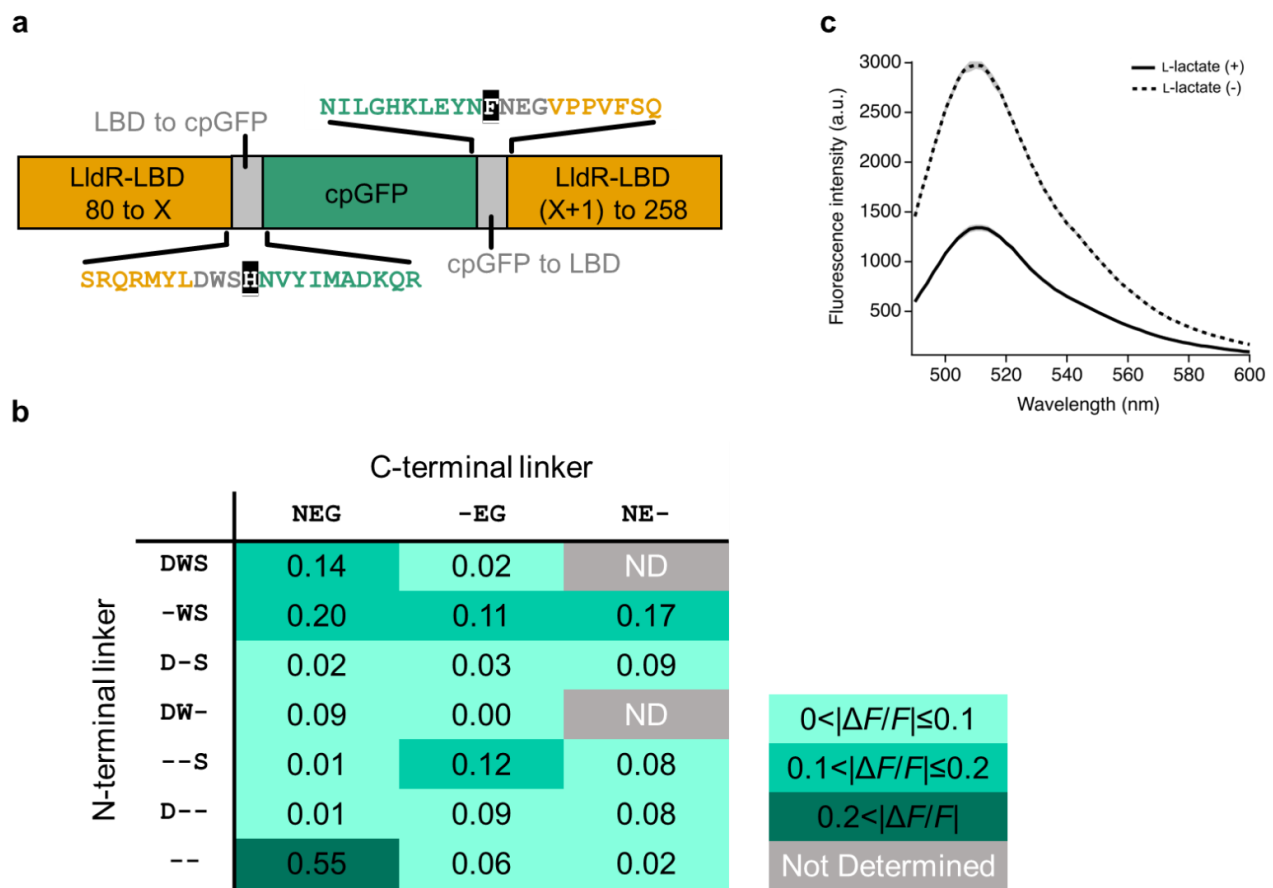 a
NILGHKLEYNFNEGVPPVFSQ
LBD to cpGFP
LldR-LBD
80 to X
cpGFP
LldR-LBD
(X+1) to 258
cpGFP to LBD
SRQRMYLDWSHNVYIMADKQR
c
Fluorescence intensity (a.u.)
3000
2500
2000
1500
1000
500
L-lactate (+)
L-lactate (-)
500
520
540
560
580
600
Wavelength (nm)
b
C-terminal linker
NEG -EG NE-
N-terminal linker
DWS 0.14 0.02 ND
-WS 0.20 0.11 0.17
D-S 0.02 0.03 0.09
DW- 0.09 0.00 ND
--S 0.01 0.12 0.08
D-- 0.01 0.09 0.08
-- 0.55 0.06 0.02
0<|ΔF/F|≤0.1
0.1<|ΔF/F|≤0.2
0.2<|ΔF/F|
Not Determined